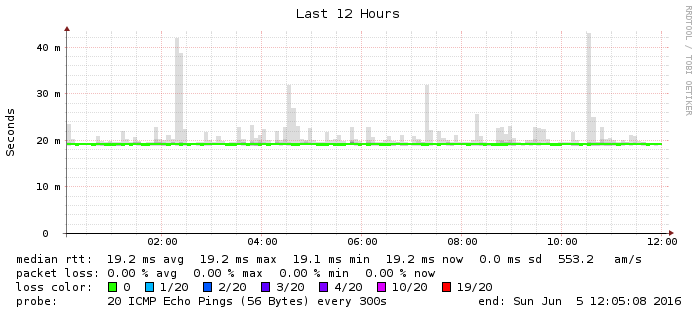 Last 12 Hours
RRDTOOL / TOBI OETIKER
Seconds
40 m
30 m
20 m
10 m
0
02:00 04:00 06:00 08:00 10:00 12:00
median rtt: 19.2 ms avg 19.2 ms max 19.1 ms min 19.2 ms now 0.0 ms sd 553.2 am/s
packet loss: 0.00 % avg 0.00 % max 0.00 % min 0.00 % now
loss color: 0 1/20 2/20 3/20 4/20 10/20 19/20
probe: 20 ICMP Echo Pings (56 Bytes) every 300s end: Sun Jun 5 12:05:08 2016